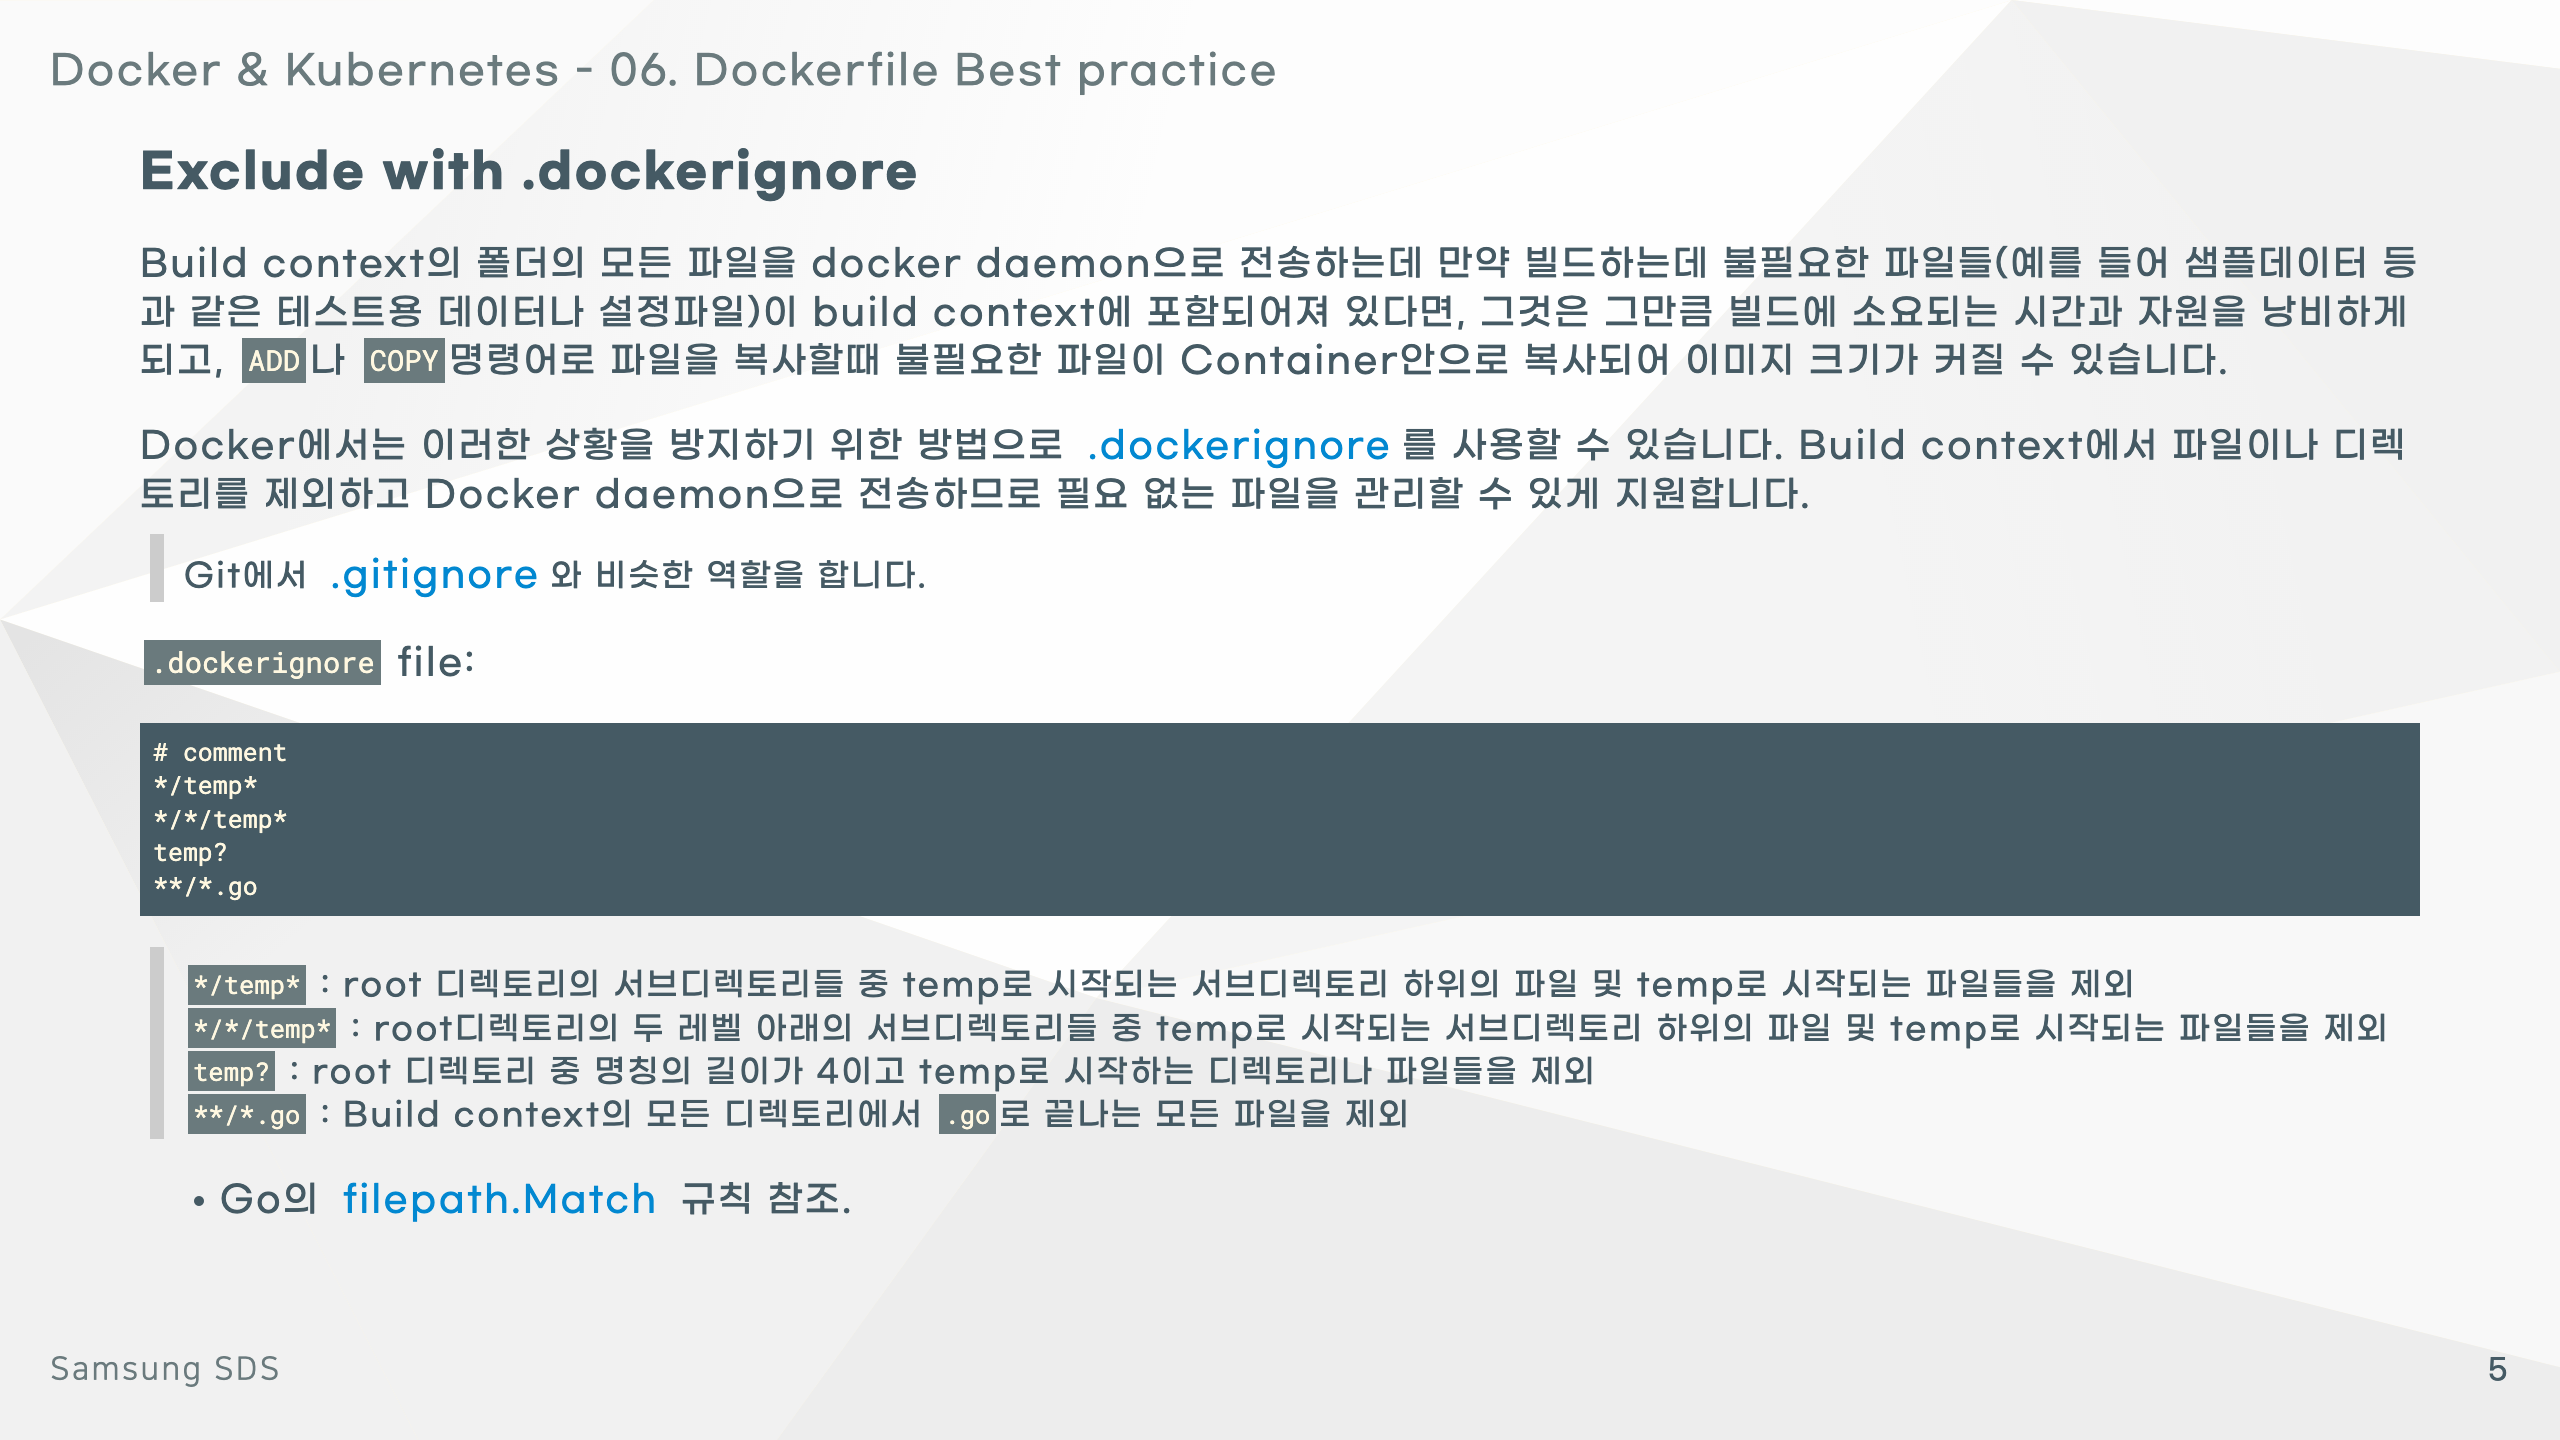 Docker & Kubernetes - 06. Dockerfile Best practice
Exclude with .dockerignore
Build context의 폴더의 모든 파일을 docker daemon으로 전송하는데 만약 빌드하는데 불필요한 파일들(예를 들어 샘플데이터 등
과 같은 테스트용 데이터나 설정파일)이 build context에 포함되어져 있다면, 그것은 그만큼 빌드에 소요되는 시간과 자원을 낭비하게
되고, ADD나 COPY명령어로 파일을 복사할때 불필요한 파일이 Container안으로 복사되어 이미지 크기가 커질 수 있습니다.
Docker에서는 이러한 상황을 방지하기 위한 방법으로 .dockerignore 를 사용할 수 있습니다. Build context에서 파일이나 디렉
토리를 제외하고 Docker daemon으로 전송하므로 필요 없는 파일을 관리할 수 있게 지원합니다.
Git에서 .gitignore 와 비슷한 역할을 합니다.
.dockerignore file:
# comment
*/temp*
*/*/temp*
temp?
**/*.go
*/temp* : root 디렉토리의 서브디렉토리들 중 temp로 시작되는 서브디렉토리 하위의 파일 및 temp로 시작되는 파일들을 제외
*/*/temp* : root디렉토리의 두 레벨 아래의 서브디렉토리들 중 temp로 시작되는 서브디렉토리 하위의 파일 및 temp로 시작되는 파일들을 제외
temp? : root 디렉토리 중 명칭의 길이가 4이고 temp로 시작하는 디렉토리나 파일들을 제외
**/*.go : Build context의 모든 디렉토리에서 .go로 끝나는 모든 파일을 제외
• Go의 filepath.Match 규칙 참조.
Samsung SDS
5